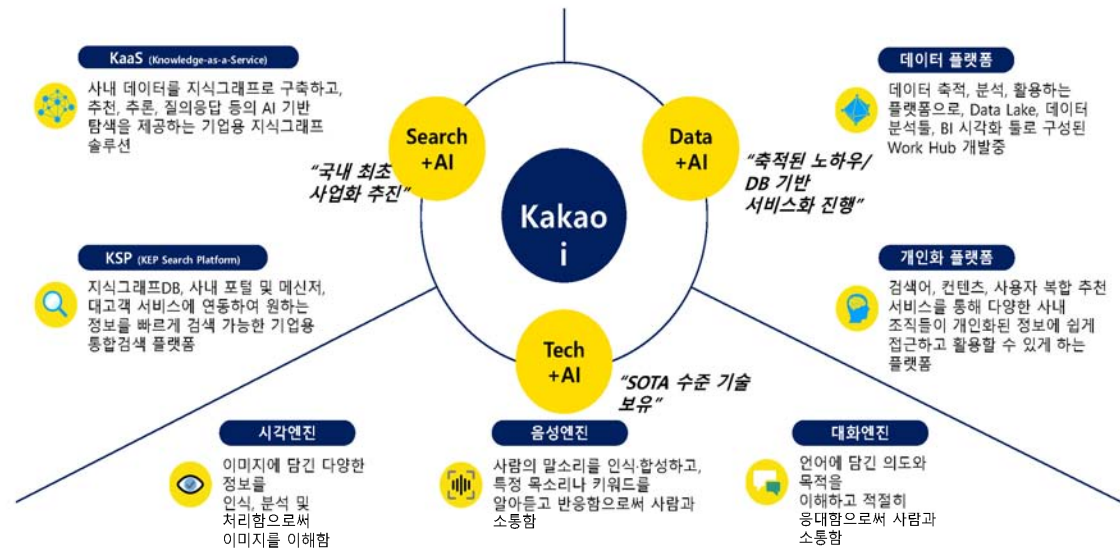 KaaS (Knowledge-as-a-Service)
사내 데이터를 지식그래프로 구축하고,
추천, 추론, 질의응답 등의 AI 기반
탐색을 제공하는 기업용 지식그래프
솔루션
Search
+AI
“국내 최초
사업화 추진”
KSP (KEP Search Platform)
지식그래프DB, 사내 포털 및 메신저,
대고객 서비스에 연동하여 원하는
정보를 빠르게 검색 가능한 기업용
통합검색 플랫폼
Kakao
i
Data
+AI
“축적된 노하우/
DB 기반
서비스화 진행”
데이터 플랫폼
데이터 축적, 분석, 활용하는
플랫폼으로, Data Lake, 데이터
분석툴, BI 시각화 툴로 구성된
Work Hub 개발중
개인화 플랫폼
검색어, 컨텐츠, 사용자 복합 추천
서비스를 통해 다양한 사내
조직들이 개인화된 정보에 쉽게
접근하고 활용할 수 있게 하는
플랫폼
Tech
+AI
“SOTA 수준 기술
보유”
시각엔진
이미지에 담긴 다양한
정보를
인식, 분석 및
처리함으로써
이미지를 이해함
음성엔진
사람의 말소리를 인식·합성하고,
특정 목소리나 키워드를
알아듣고 반응함으로써 사람과
소통함
대화엔진
언어에 담긴 의도와
목적을
이해하고 적절히
응대함으로써 사람과
소통함